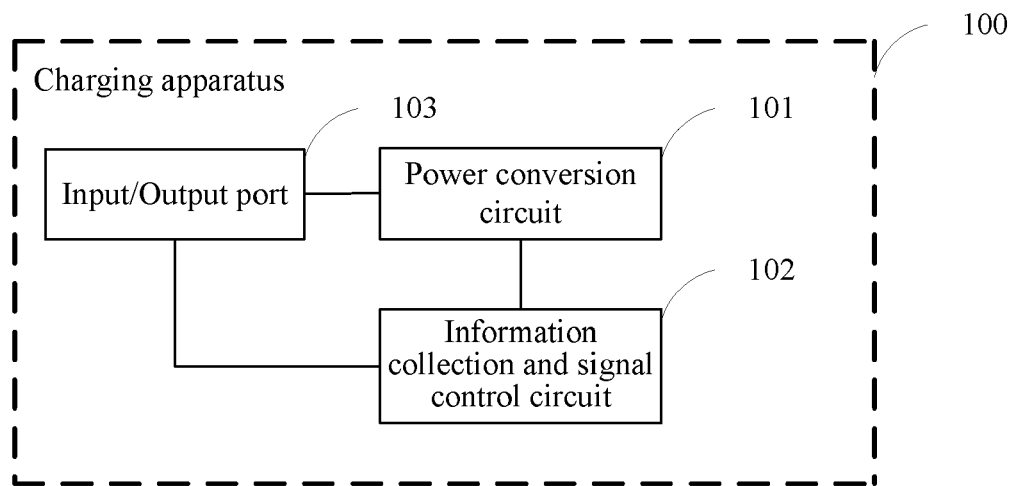 100
Charging apparatus
103
101
Input/Output port
Power conversion
circuit
102
Information
collection and signal
control circuit